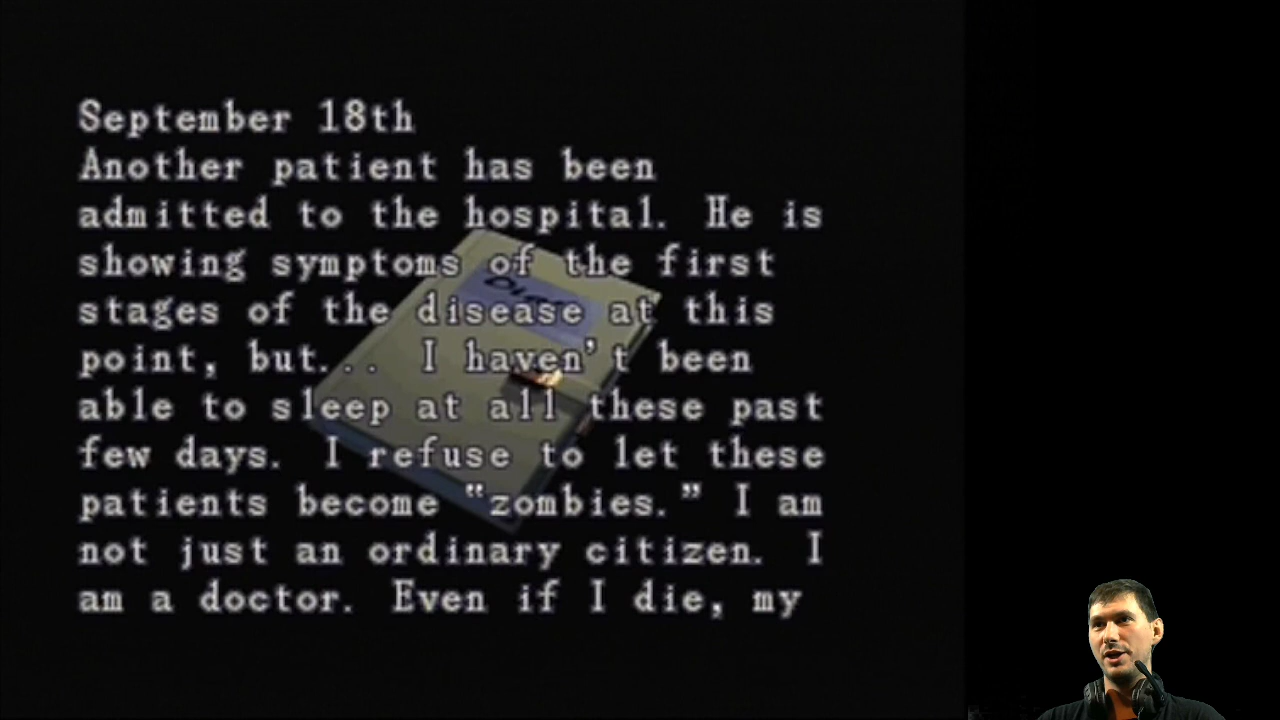 September 18th
Another patient has been
admitted to the hospital. He is
showing symptoms of the first
stages of the disease at this
point, but... I haven't been
able to sleep at all these past
few days. I refuse to let these
patients become "zombies." I am
not just an ordinary citizen. I
am a doctor. Even if I die, my